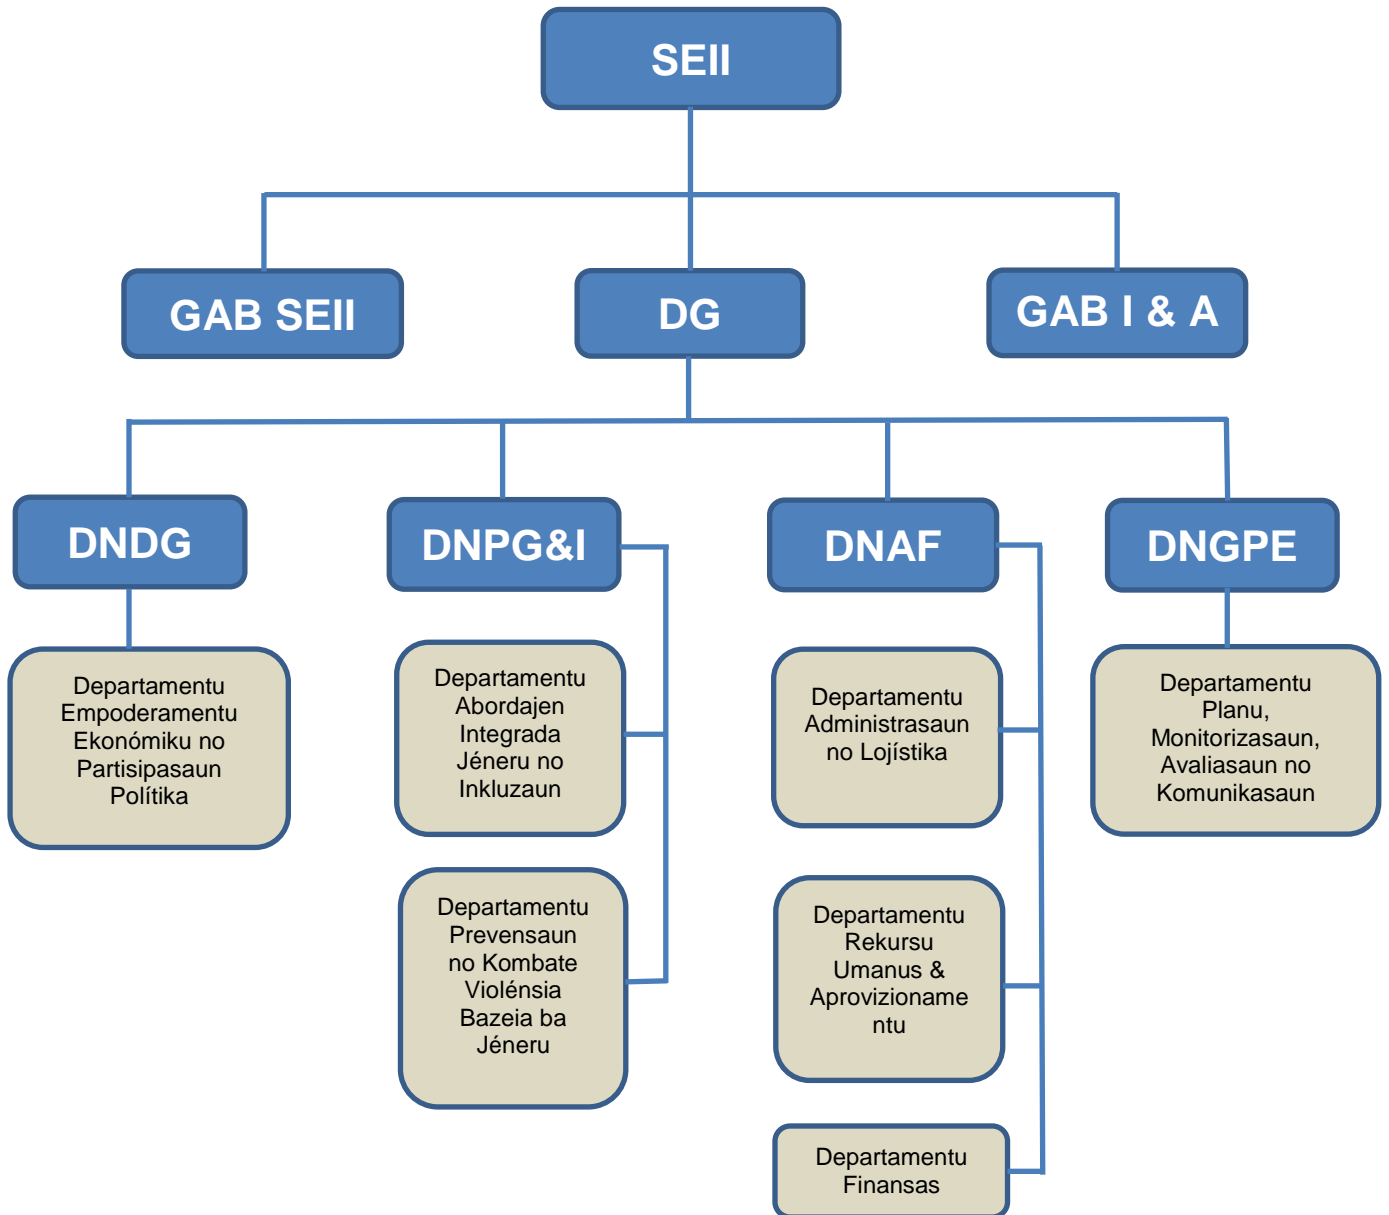 SEII
GAB SEII
DG
GAB I & A
DNDG
DNPG&I
DNAF
DNGPE
Departamentu
Empoderamentu
Ekonómiku no
Partisipasaun
Polítika
Departamentu
Abordajen
Integrada
Jéneru no
Inkluzaun
Departamentu
Administrasaun
no Lojístika
Departamentu
Planu,
Monitorizasaun,
Avaliasaun no
Komunikasaun
Departamentu
Prevensaun
no Kombate
Violénsia
Bazeia ba
Jéneru
Departamentu
Rekursu
Umanus &
Aprovizioname
ntu
Departamentu
Finansas